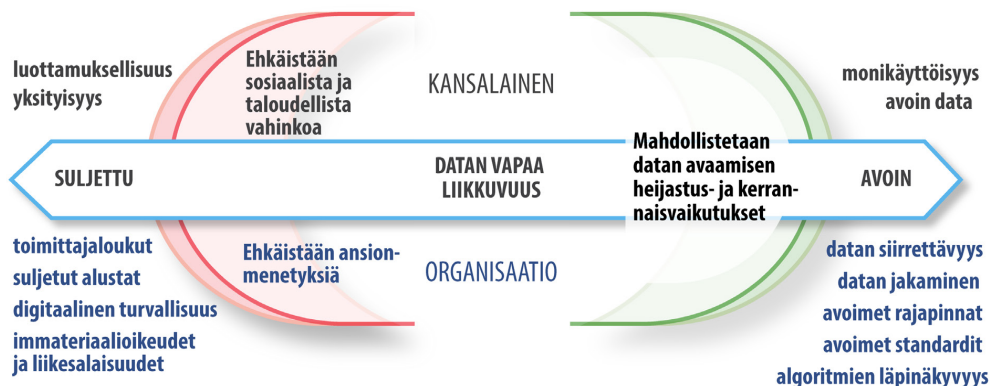 luottamuksellisuus
yksityisyys
Ehkäistään
sosiaalista ja
taloudellista
vahinkoa
KANSALAINEN
monikäyttöisyys
avoin data
SULJETTU
DATAN VAPAA
LIIKKUVUUS
Mahdollistetaan
datan avaamisen
heijastus- ja kerran-
naisvaikutukset
AVOIN
toimittajaloukut
suljetut alustat
digitaalinen turvallisuus
immateriaalioikeudet
ja liikesalaisuudet
Ehkäistään ansion-
menetyksiä
ORGANISAATIO
datan siirrettävyys
datan jakaminen
avoimet rajapinnat
avoimet standardit
algoritmien läpinäkyvyys